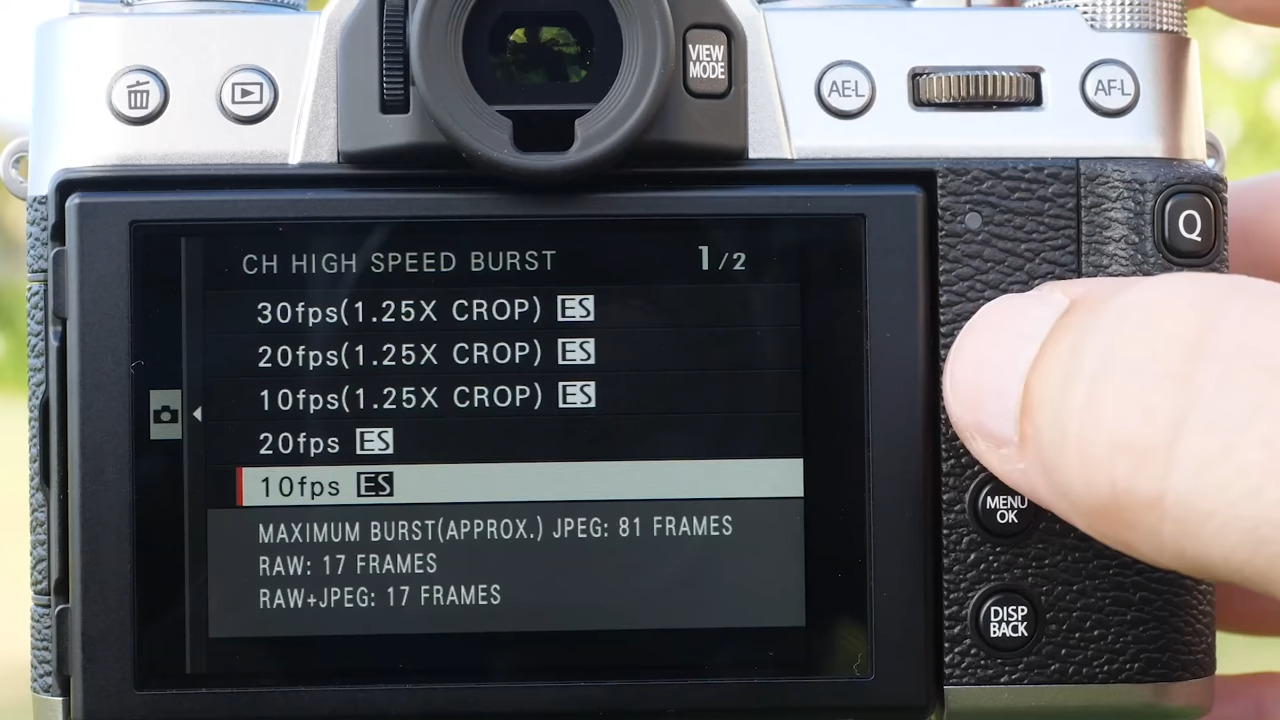 VIEW
MODE
AE-L
AF-L
Q
CH HIGH SPEED BURST 1/2
30fps(1.25X CROP) ES
20fps(1.25X CROP) ES
10fps(1.25X CROP) ES
20fps ES
10fps ES
MAXIMUM BURST(APPROX.) JPEG: 81 FRAMES
RAW: 17 FRAMES
RAW+JPEG: 17 FRAMES
MENU
OK
DISP
BACK